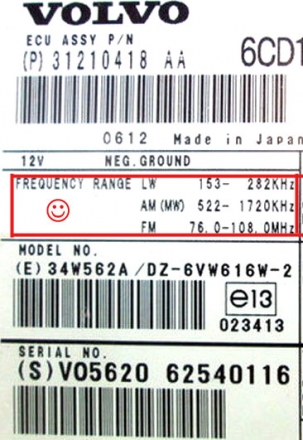 VOLVO
ECU ASSY P/N
(P) 31210418 AA 6CD1
0612 Made in Japan
12V NEG.GROUND
FREQUENCY RANGE LW 153- 282KHz
AM (MW) 522- 1720KHz
FM 76.0-108.0MHz
MODEL NO.
(E) 34W562A / DZ-6VW616W-2
e13
023413
SERIAL NO.
(S) VO5620 62540116